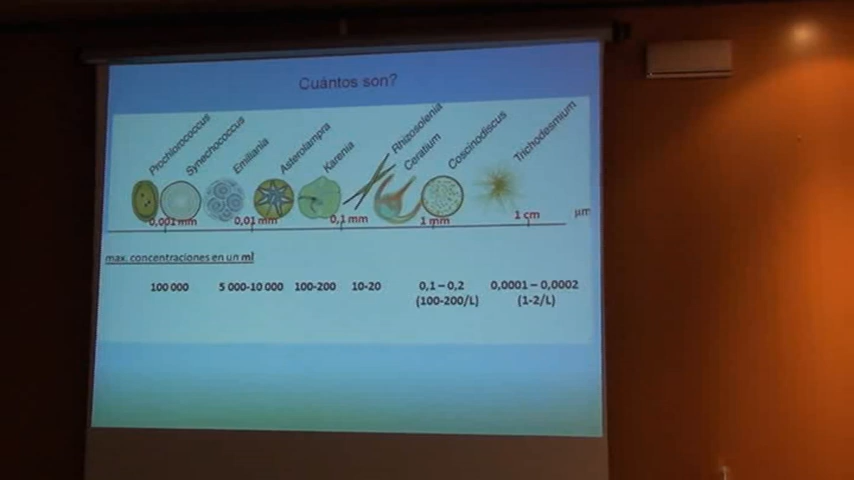 Cuántos son?
Prochlorococcus
Synechococcus
Emiliania
Asterolampra
Karenia
Rhizosolenia
Ceratium
Coscinodiscus
Trichodesmium
0,001 mm 0,01 mm 0,1 mm 1 mm 1 cm µm
max. concentraciones en un ml
100 000 5 000-10 000 100-200 10-20 0,1 – 0,2 0,0001 – 0,0002
(100-200/L) (1-2/L)